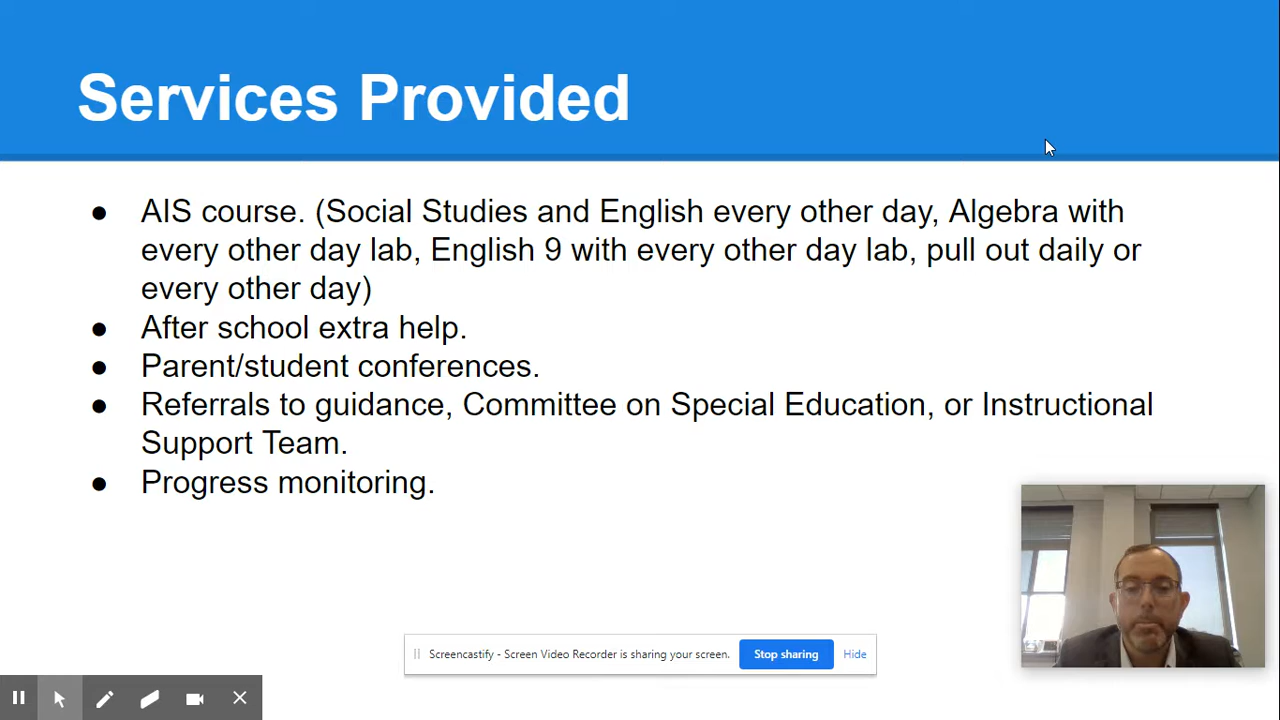 Services Provided
● AIS course. (Social Studies and English every other day, Algebra with
every other day lab, English 9 with every other day lab, pull out daily or
every other day)
● After school extra help.
● Parent/student conferences.
● Referrals to guidance, Committee on Special Education, or Instructional
Support Team.
● Progress monitoring.
Screencastify - Screen Video Recorder is sharing your screen. Stop sharing Hide